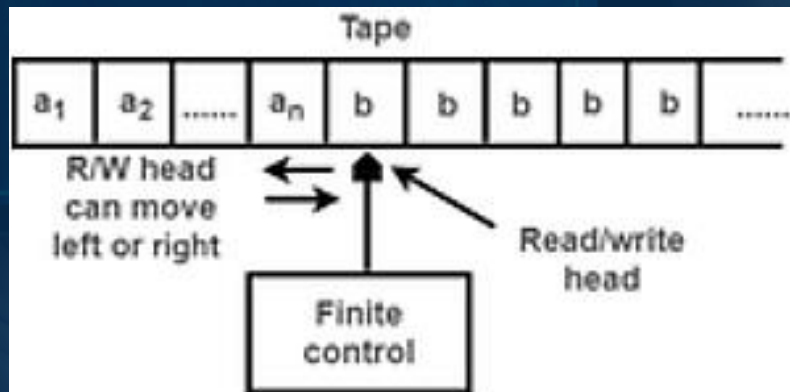 Tape
a₁ a₂ ...... aₙ b b b b b ......
R/W head
can move
left or right
Read/write
head
Finite
control